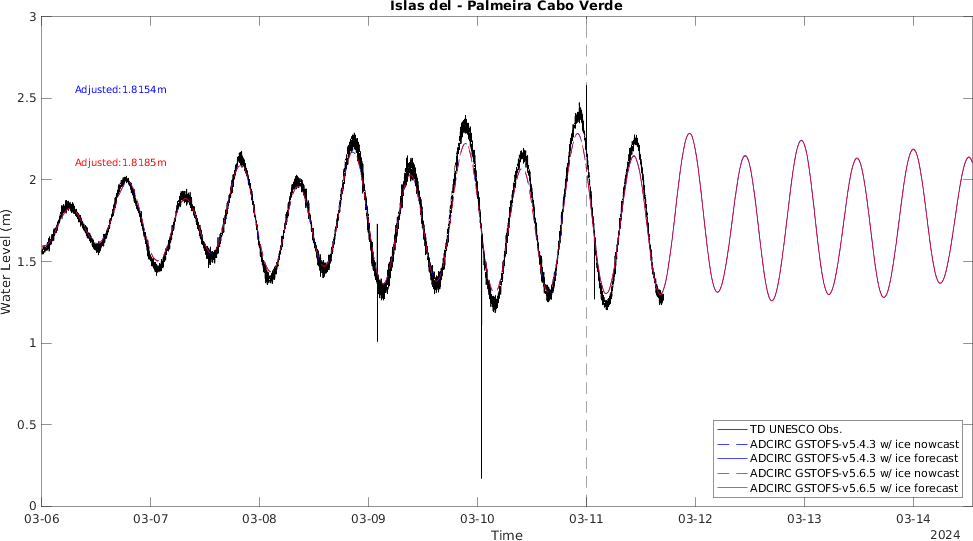 Islas del - Palmeira Cabo Verde
3
2.5
2
1.5
1
0.5
0
Water Level (m)
Adjusted:1.8154m
Adjusted:1.8185m
TD UNESCO Obs.
ADCIRC GSTOFS-v5.4.3 w/ ice nowcast
ADCIRC GSTOFS-v5.4.3 w/ ice forecast
ADCIRC GSTOFS-v5.6.5 w/ ice nowcast
ADCIRC GSTOFS-v5.6.5 w/ ice forecast
03-06 03-07 03-08 03-09 03-10 03-11 03-12 03-13 03-14
Time
2024